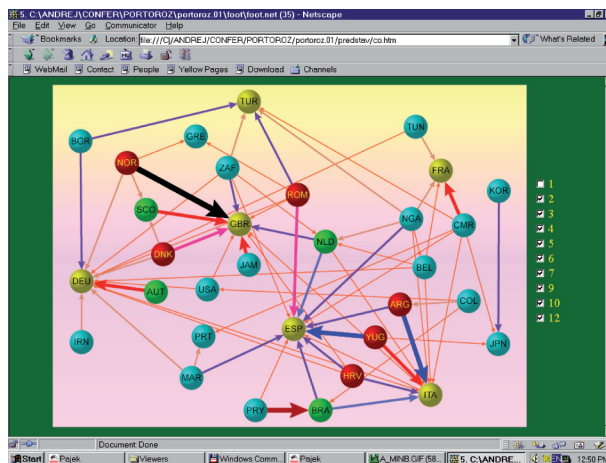 5. C:\ANDREJ\CONFER\PORTOROZ\portoroz.01\foot\foot.net (35) - Netscape
File Edit View Go Communicator Help
Bookmarks Location: file:///C|/ANDREJ/CONFER/PORTOROZ/portoroz.01/predstav/co.htm What's Related
WebMail Contact People Yellow Pages Download Channels
TUR
BGR GRE TUN
NOR ZAF FRA
ROM KOR
SCO GBR NGA CMR
DNK NLD
JAM BEL
DEU AUT USA
ARG COL
PRT ESP YUG
IRN JPN
MAR HRV
ITA
PRY BRA
1
2
3
4
5
6
7
9
10
12
Document: Done
Start Pajek Viewers Windows Comm... Pajek A_MINB.GIF (58... 5. C:\ANDRE... 12:50 PM